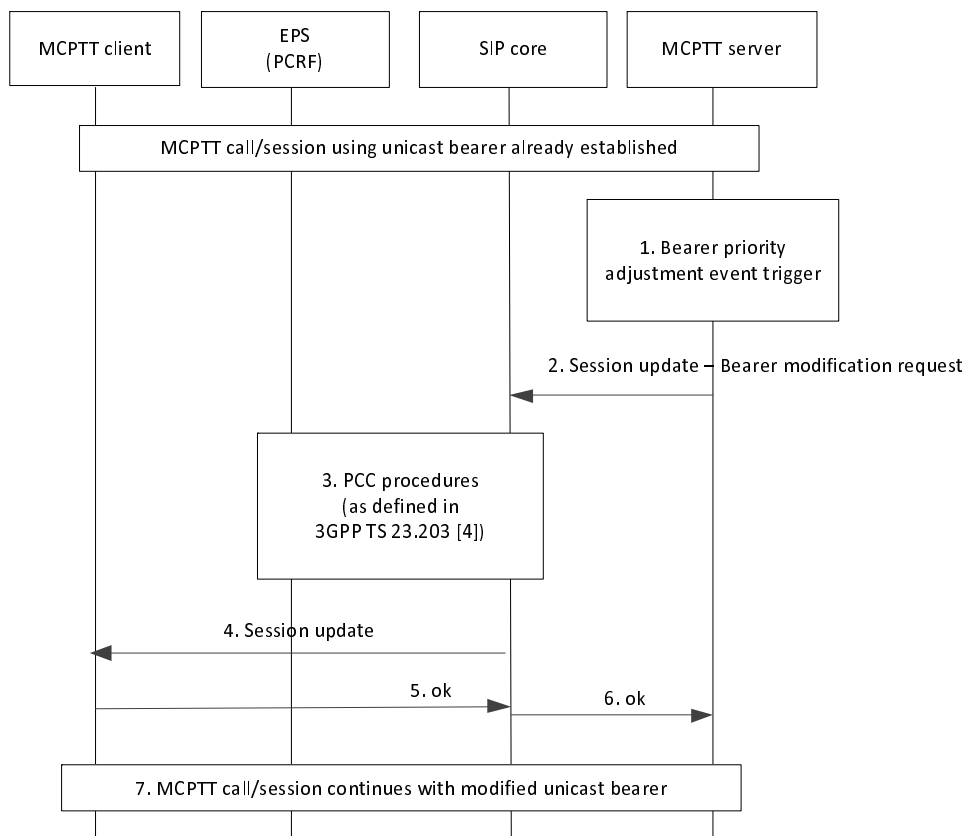 MCPTT client
EPS
(PCRF)
SIP core
MCPTT server
MCPTT call/session using unicast bearer already established
1. Bearer priority
adjustment event trigger
2. Session update – Bearer modification request
3. PCC procedures
(as defined in
3GPP TS 23.203 [4])
4. Session update
5. ok
6. ok
7. MCPTT call/session continues with modified unicast bearer